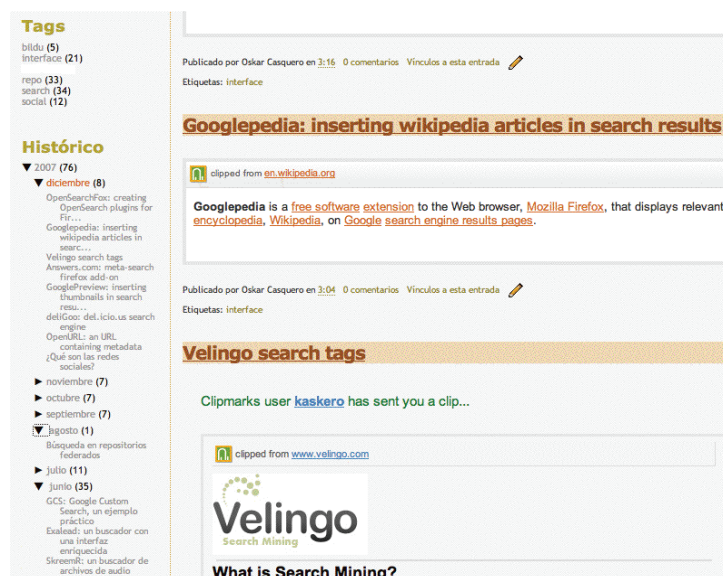 Tags
bildu (5)
interface (21)
repo (33)
search (34)
social (12)
Histórico
▼ 2007 (76)
▼ diciembre (8)
OpenSearchFox: creating
OpenSearch plugins for
Fir...
Googlepedia: inserting
wikipedia articles in
searc...
Velingo search tags
Answers.com: meta-search
firefox add-on
GooglePreview: inserting
thumbnails in search
resu...
deliGoo: del.icio.us search
engine
OpenURL: an URL
containing metadata
¿Qué son las redes
sociales?
► noviembre (7)
► octubre (7)
► septiembre (7)
▼ agosto (1)
Búsqueda en repositorios
federados
► julio (11)
▼ junio (35)
GCS: Google Custom
Search, un ejemplo
práctico
Exalead: un buscador con
una interfaz
enriquecida
SkreemR: un buscador de
archivos de audio
Publicado por Oskar Casquero en 3:16 0 comentarios Vínculos a esta entrada
Etiquetas: interface
Googlepedia: inserting wikipedia articles in search results
clipped from en.wikipedia.org
Googlepedia is a free software extension to the Web browser, Mozilla Firefox, that displays relevant
encyclopedia, Wikipedia, on Google search engine results pages.
Publicado por Oskar Casquero en 3:04 0 comentarios Vínculos a esta entrada
Etiquetas: interface
Velingo search tags
Clipmarks user kaskero has sent you a clip...
clipped from www.velingo.com
Velingo
Search Mining
What is Search Mining?